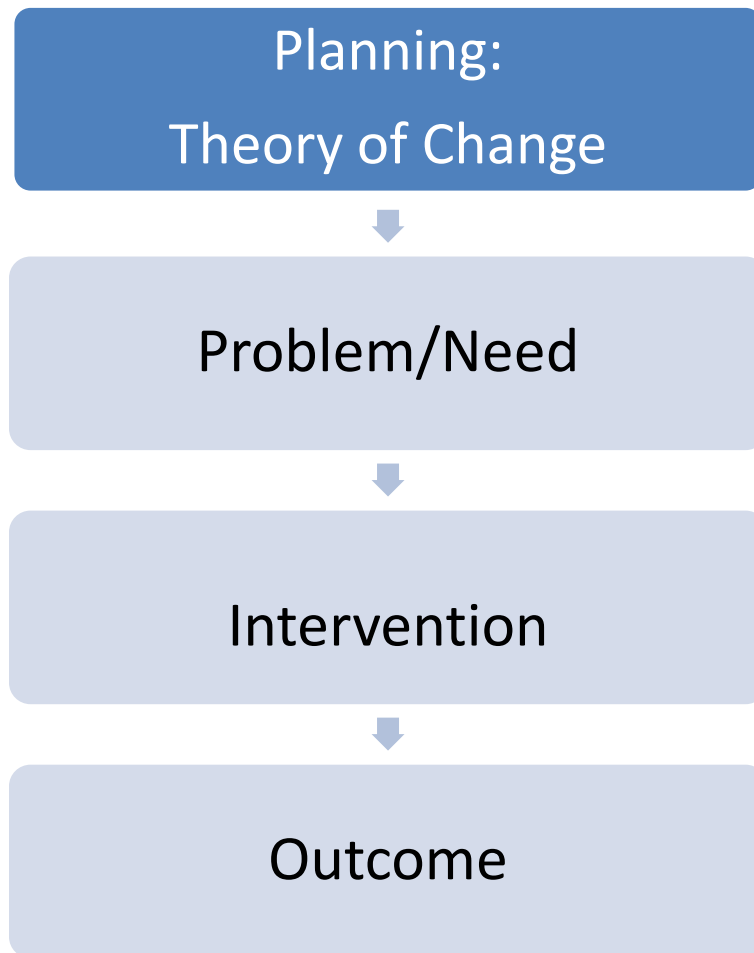 Planning:
Theory of Change
Problem/Need
Intervention
Outcome